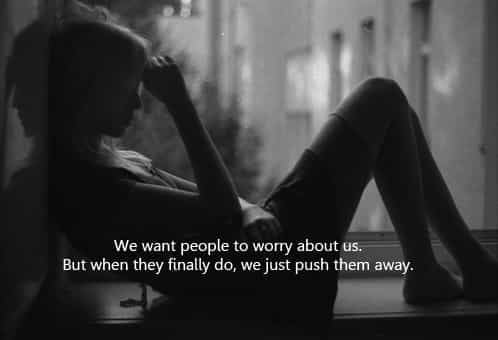 We want people to worry about us.
But when they finally do, we just push them away.